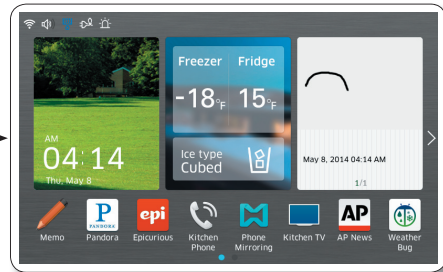 Freezer Fridge
-18°F 15°F
AM
04:14
Thu, May 8
Ice type
Cubed
May 8, 2014 04:14 AM
1/1
P
PANDORA
epi
AP
Memo Pandora Epicurious Kitchen Phone Phone Mirroring Kitchen TV AP News Weather Bug